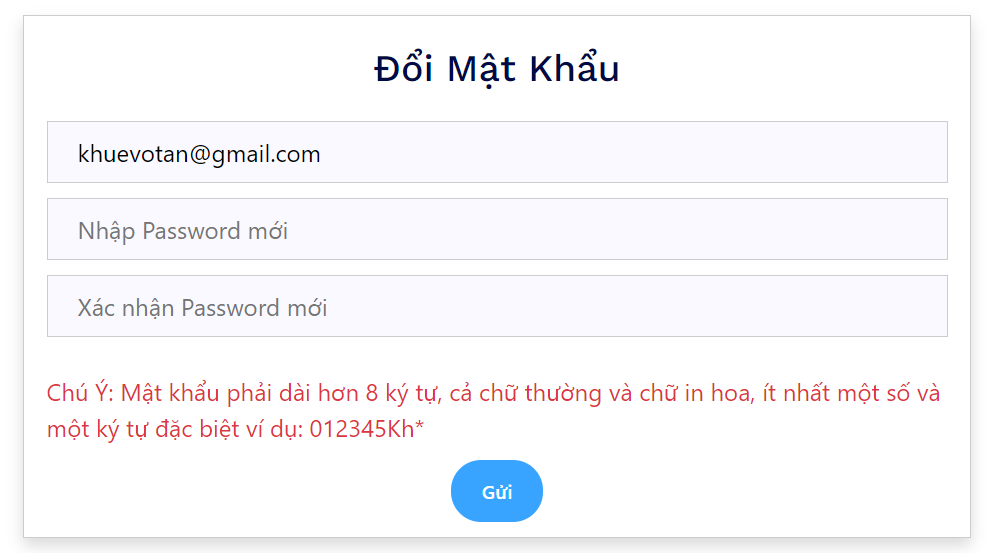 Đổi Mật Khẩu
khuevotan@gmail.com
Nhập Password mới
Xác nhận Password mới
Chú Ý: Mật khẩu phải dài hơn 8 ký tự, cả chữ thường và chữ in hoa, ít nhất một số và
một ký tự đặc biệt ví dụ: 012345Kh*
Gửi